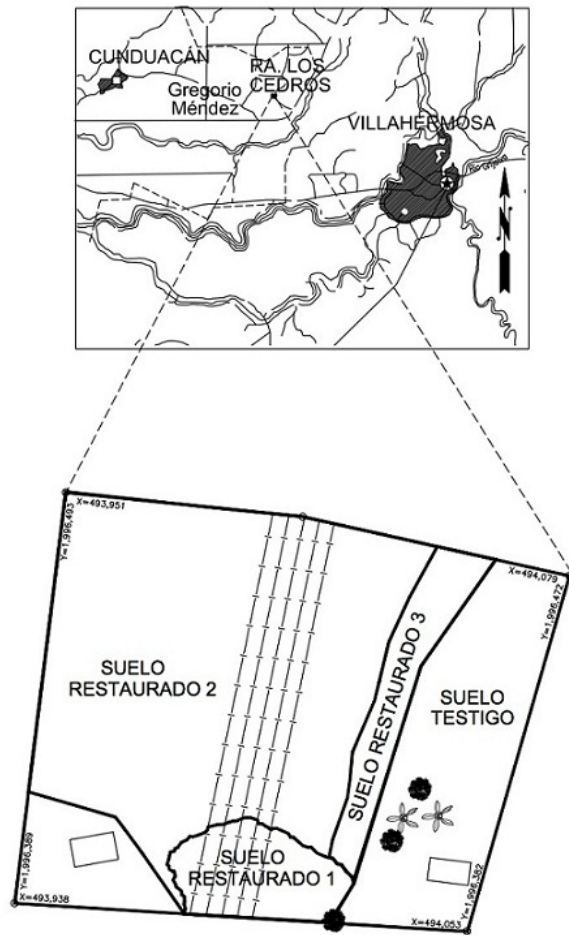 CUNDUACÁN
RA. LOS
CEDROS
Gregorio
Méndez
VILLAHERMOSA
Río Grijalva
N
X=493,951
Y=1,996,493
X=494,079
Y=1,996,472
SUELO
RESTAURADO 2
SUELO RESTAURADO 3
SUELO
TESTIGO
SUELO
RESTAURADO 1
Y=1,996,369
X=493,938
Y=1,996,382
X=494,053